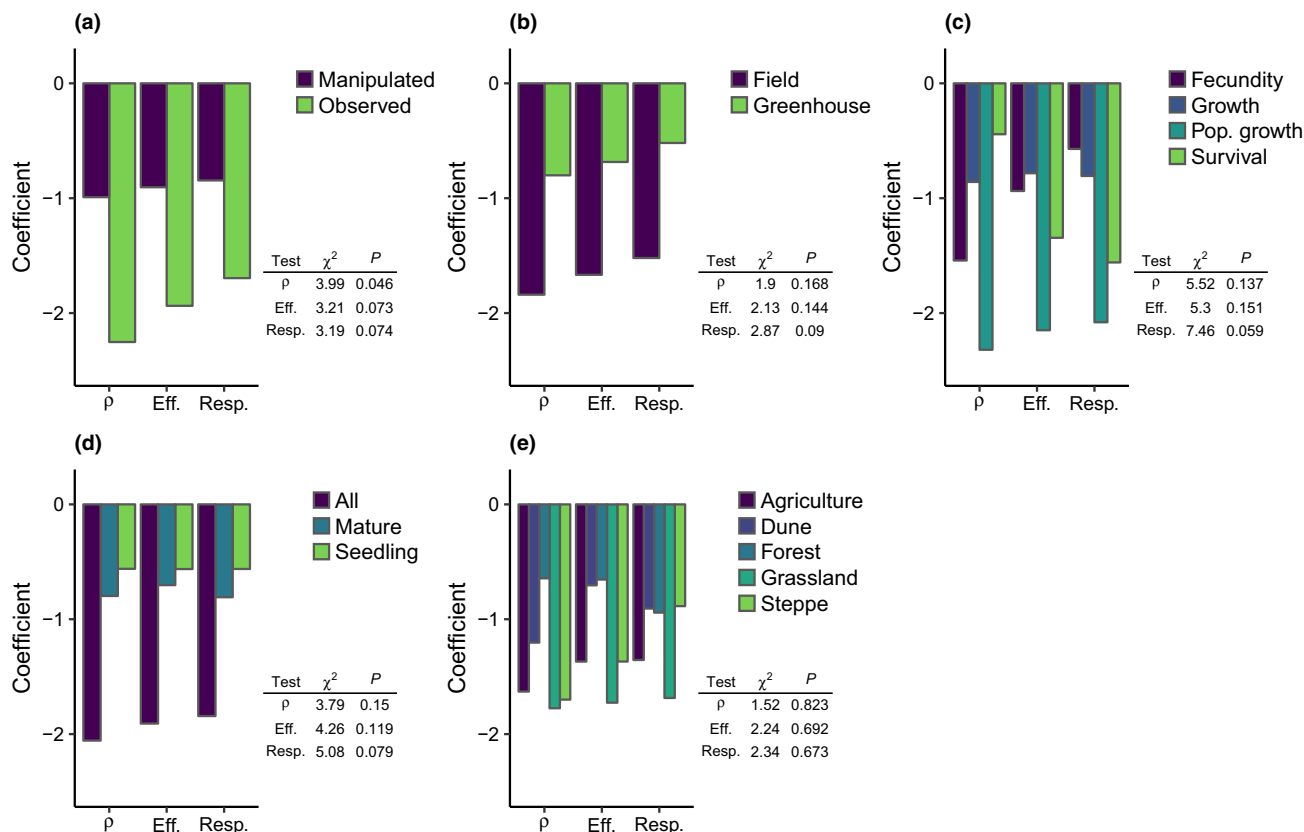 (a)
0
−1
−2
Coefficient
Manipulated
Observed
Test χ² P
ρ 3.99 0.046
Eff. 3.21 0.073
Resp. 3.19 0.074
ρ Eff. Resp.
(b)
0
−1
−2
Coefficient
Field
Greenhouse
Test χ² P
ρ 1.9 0.168
Eff. 2.13 0.144
Resp. 2.87 0.09
ρ Eff. Resp.
(c)
0
−1
−2
Coefficient
Fecundity
Growth
Pop. growth
Survival
Test χ² P
ρ 5.52 0.137
Eff. 5.3 0.151
Resp. 7.46 0.059
ρ Eff. Resp.
(d)
0
−1
−2
Coefficient
All
Mature
Seedling
Test χ² P
ρ 3.79 0.15
Eff. 4.26 0.119
Resp. 5.08 0.079
ρ Eff. Resp.
(e)
0
−1
−2
Coefficient
Agriculture
Dune
Forest
Grassland
Steppe
Test χ² P
ρ 1.52 0.823
Eff. 2.24 0.692
Resp. 2.34 0.673
ρ Eff. Resp.